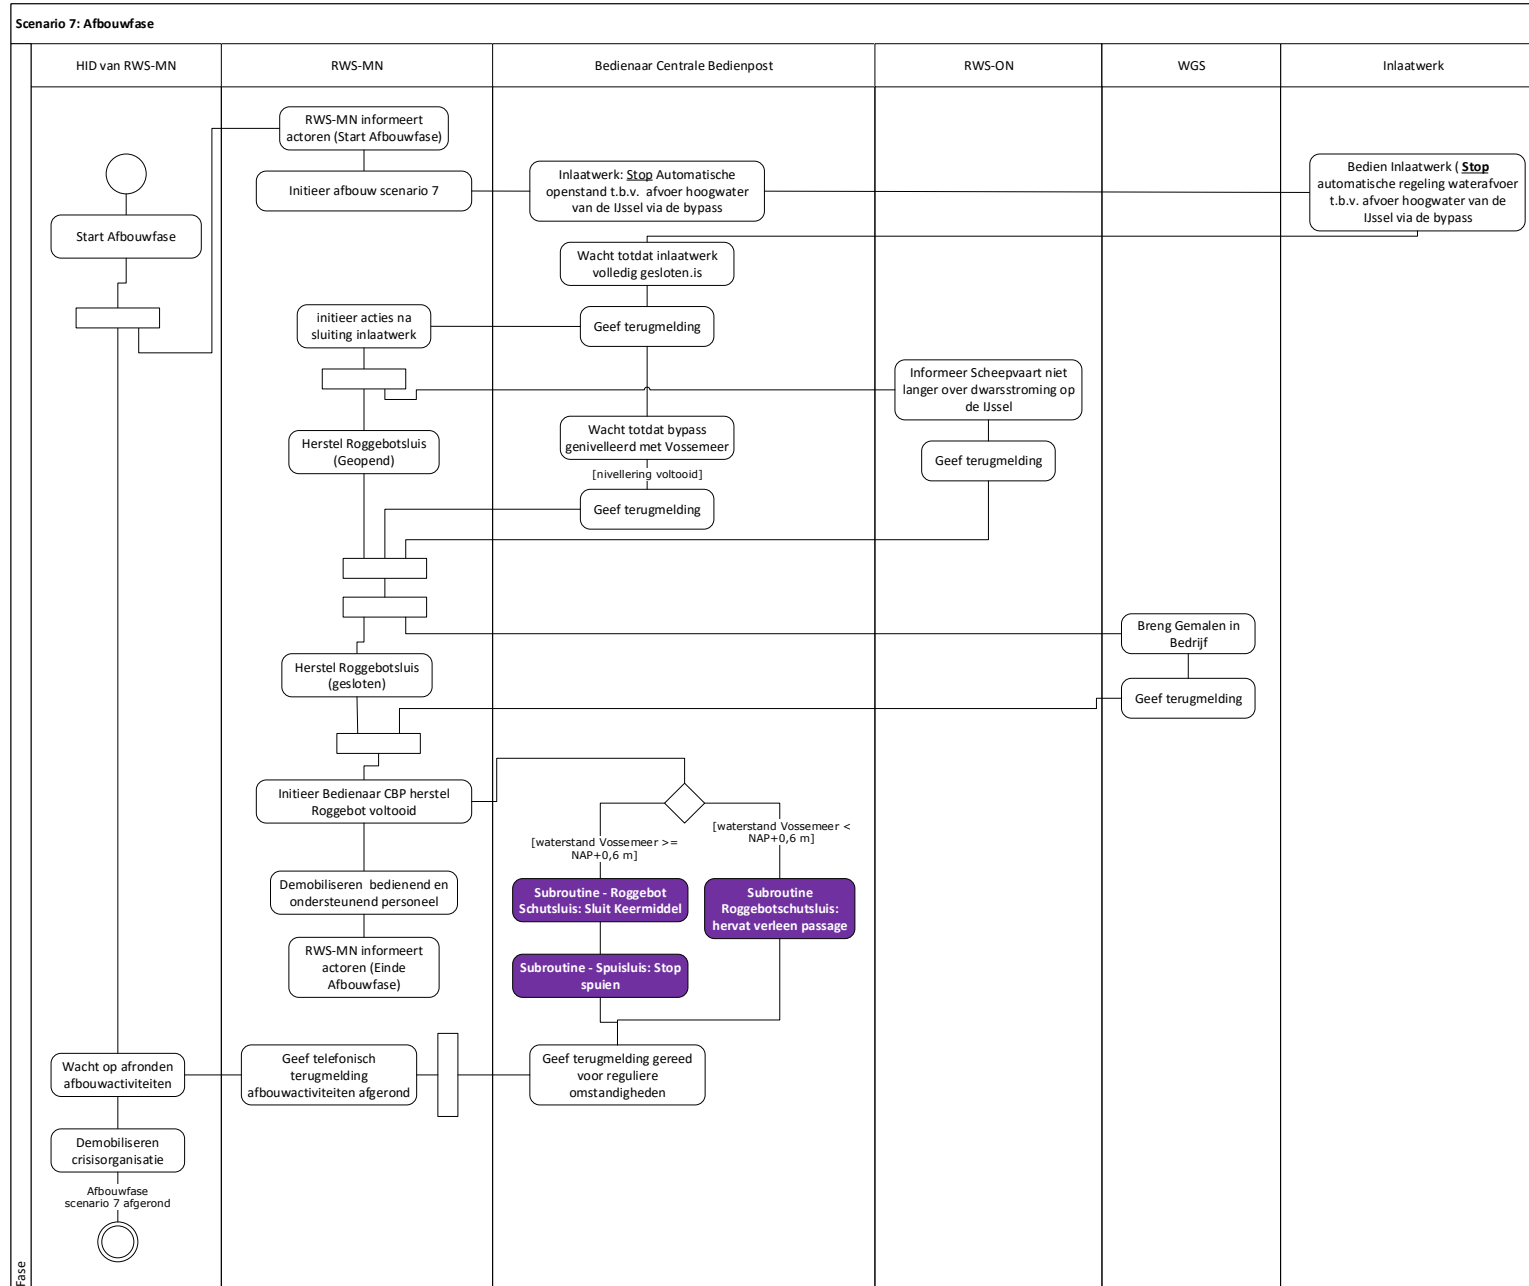 Scenario 7: Afbouwfase
HID van RWS-MN
RWS-MN
Bedienaar Centrale Bedienpost
RWS-ON
WGS
Inlaatwerk
RWS-MN informeert
actoren (Start Afbouwfase)
Initieer afbouw scenario 7
Inlaatwerk: Stop Automatische
openstand t.b.v. afvoer hoogwater
van de IJssel via de bypass
Bedien Inlaatwerk ( Stop
automatische regeling waterafvoer
t.b.v. afvoer hoogwater van de
IJssel via de bypass
Start Afbouwfase
Wacht totdat inlaatwerk
volledig gesloten.is
initieer acties na
sluiting inlaatwerk
Geef terugmelding
Informeer Scheepvaart niet
langer over dwarsstroming op
de IJssel
Herstel Roggebotsluis
(Geopend)
Wacht totdat bypass
genivelleerd met Vossemeer
[nivellering voltooid]
Geef terugmelding
Geef terugmelding
Breng Gemalen in
Bedrijf
Herstel Roggebotsluis
(gesloten)
Geef terugmelding
Initieer Bedienaar CBP herstel
Roggebot voltooid
[waterstand Vossemeer >=
NAP+0,6 m]
[waterstand Vossemeer <
NAP+0,6 m]
Demobiliseren bedienend en
ondersteunend personeel
Subroutine - Roggebot
Schutsluis: Sluit Keermiddel
Subroutine
Roggebotschutsluis:
hervat verleen passage
RWS-MN informeert
actoren (Einde
Afbouwfase)
Subroutine - Spuisluis: Stop
spuien
Wacht op afronden
afbouwactiviteiten
Geef telefonisch
terugmelding
afbouwactiviteiten afgerond
Geef terugmelding gereed
voor reguliere
omstandigheden
Demobiliseren
crisisorganisatie
Afbouwfase
scenario 7 afgerond
Fase